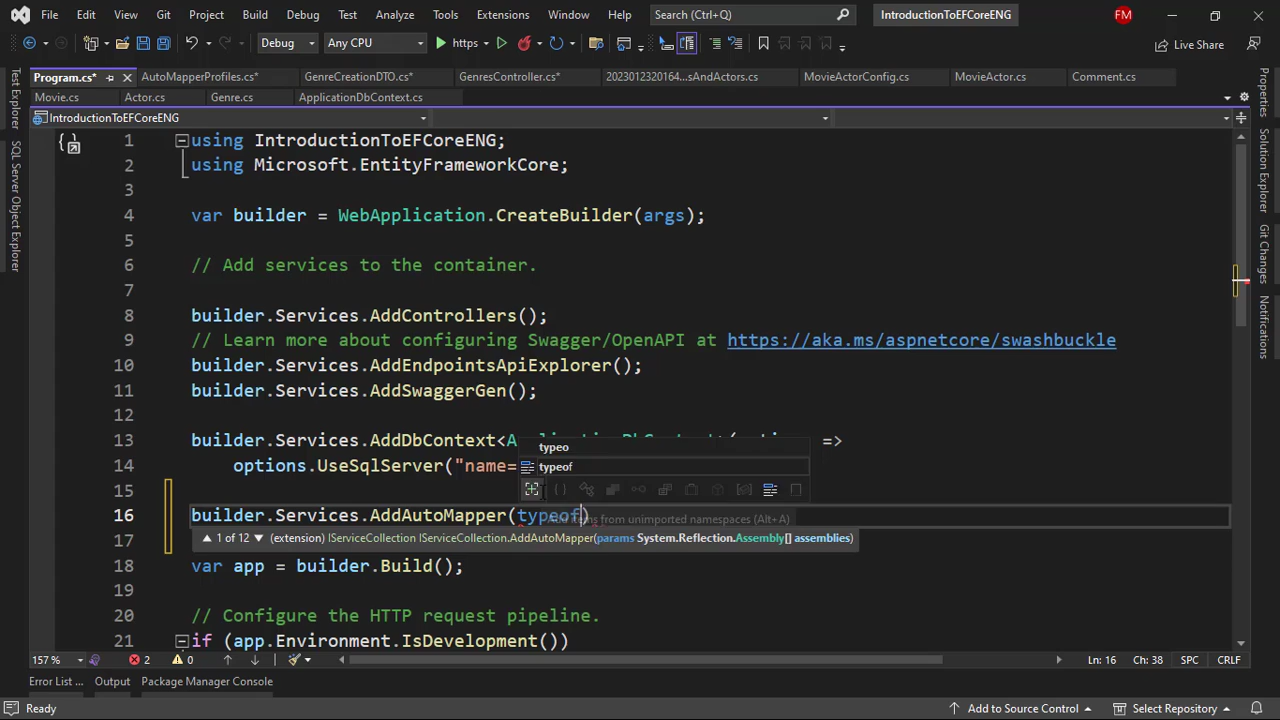 File Edit View Git Project Build Debug Test Analyze Tools Extensions Window Help Search (Ctrl+Q) IntroductionToEFCoreENG FM
Debug Any CPU https Live Share
Program.cs* AutoMapperProfiles.cs* GenreCreationDTO.cs* GenresController.cs* 2023012320164...sAndActors.cs MovieActorConfig.cs MovieActor.cs Comment.cs
Movie.cs Actor.cs Genre.cs ApplicationDbContext.cs
IntroductionToEFCoreENG
Test Explorer
SQL Server Object Explorer
1 using IntroductionToEFCoreENG;
2 using Microsoft.EntityFrameworkCore;
3
4 var builder = WebApplication.CreateBuilder(args);
5
6 // Add services to the container.
7
8 builder.Services.AddControllers();
9 // Learn more about configuring Swagger/OpenAPI at https://aka.ms/aspnetcore/swashbuckle
10 builder.Services.AddEndpointsApiExplorer();
11 builder.Services.AddSwaggerGen();
12
13 builder.Services.AddDbContext< =>
typeo
14 options.UseSqlServer("name=
typeof
15
16 builder.Services.AddAutoMapper(typeof)
Add items from unimported namespaces (Alt+A)
17
1 of 12 (extension) IServiceCollection IServiceCollection.AddAutoMapper(params System.Reflection.Assembly[] assemblies)
18 var app = builder.Build();
19
20 // Configure the HTTP request pipeline.
21 if (app.Environment.IsDevelopment())
Properties
Team Explorer
Git Changes
Notifications
157 % 2 0 Ln: 16 Ch: 38 SPC CRLF
Error List ... Output Package Manager Console
Ready Add to Source Control Select Repository